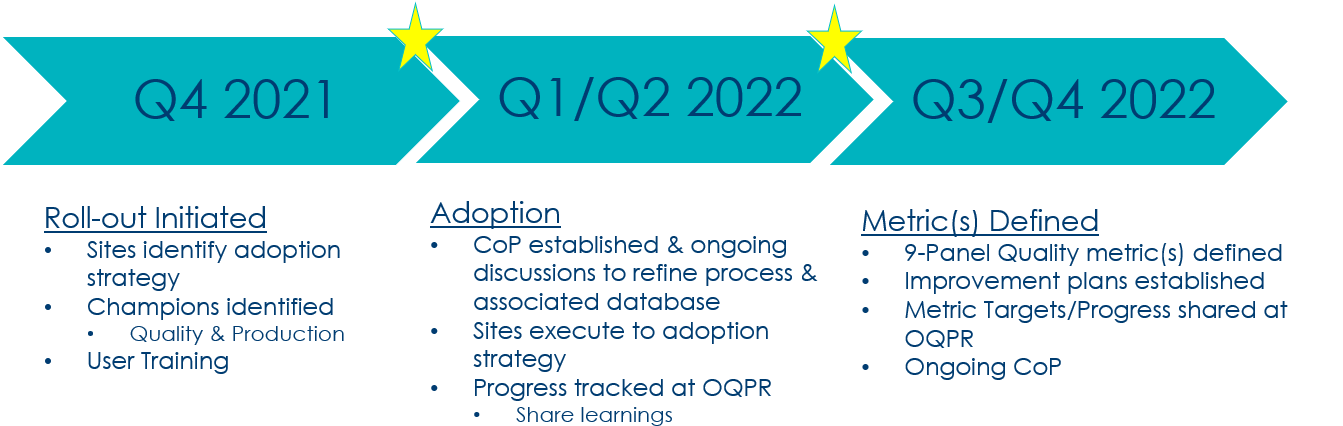 Q4 2021
Q1/Q2 2022
Q3/Q4 2022
Roll-out Initiated
• Sites identify adoption
strategy
• Champions identified
• Quality & Production
• User Training
Adoption
• CoP established & ongoing
discussions to refine process &
associated database
• Sites execute to adoption
strategy
• Progress tracked at OQPR
• Share learnings
Metric(s) Defined
• 9-Panel Quality metric(s) defined
• Improvement plans established
• Metric Targets/Progress shared at
OQPR
• Ongoing CoP